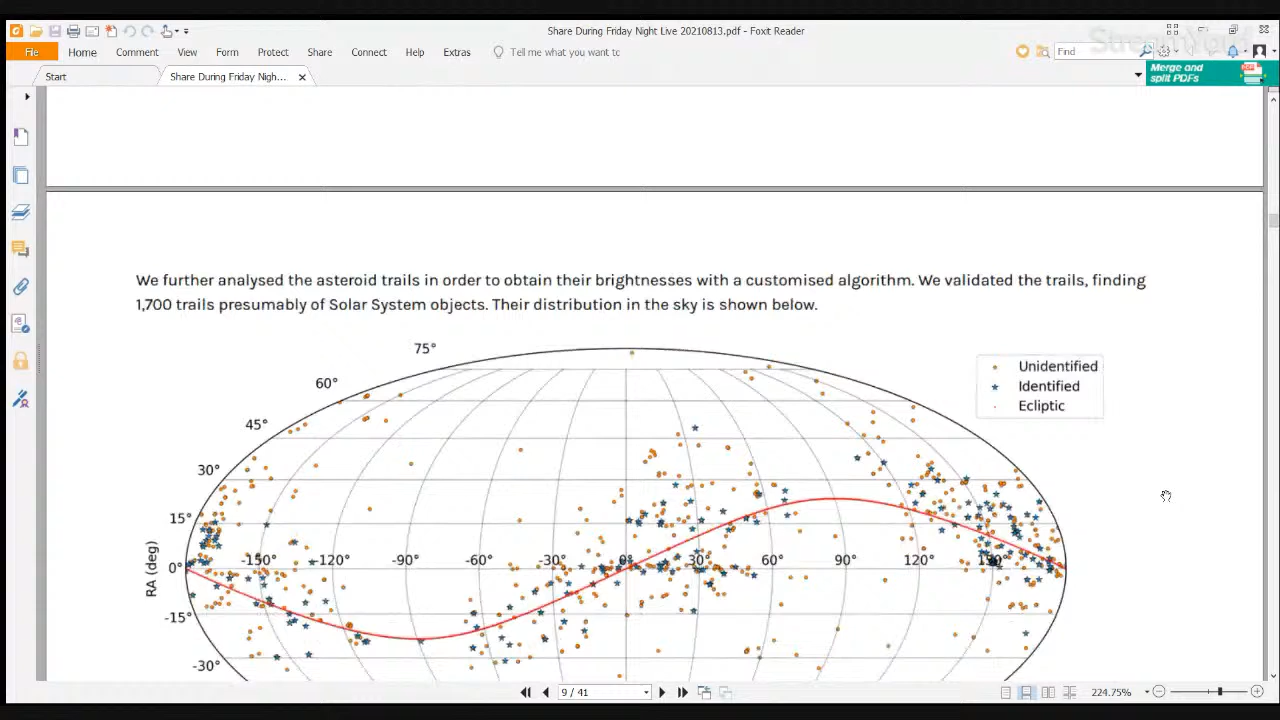 Share During Friday Night Live 20210813.pdf - Foxit Reader
File Home Comment View Form Protect Share Connect Help Extras Tell me what you want tc Find
Start Share During Friday Nigh... Merge and
split PDFs
We further analysed the asteroid trails in order to obtain their brightnesses with a customised algorithm. We validated the trails, finding
1,700 trails presumably of Solar System objects. Their distribution in the sky is shown below.
75°
Unidentified
60°
Identified
Ecliptic
45°
30°
15°
-150° -120° -90° -60° -30° 0° 30° 60° 90° 120° 150°
0°
RA (deg)
-15°
-30°
9 / 41 224.75%